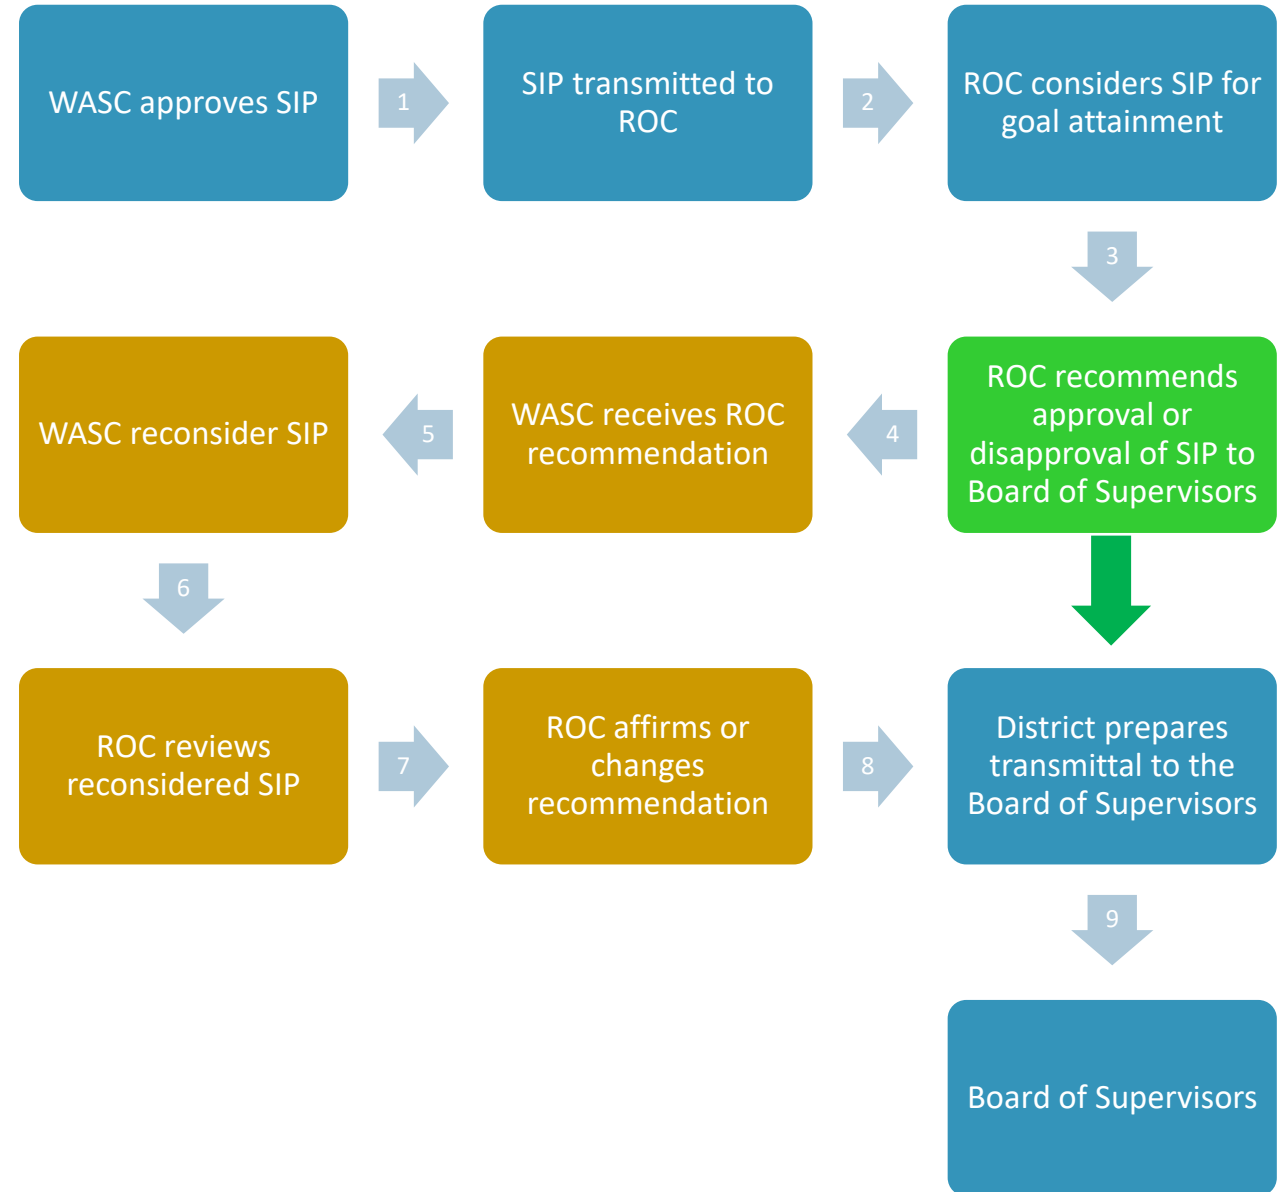 WASC approves SIP
1
SIP transmitted to
ROC
2
ROC considers SIP for
goal attainment
3
ROC recommends
approval or
disapproval of SIP to
Board of Supervisors
4
WASC receives ROC
recommendation
5
WASC reconsider SIP
6
ROC reviews
reconsidered SIP
7
ROC affirms or
changes
recommendation
8
District prepares
transmittal to the
Board of Supervisors
9
Board of Supervisors